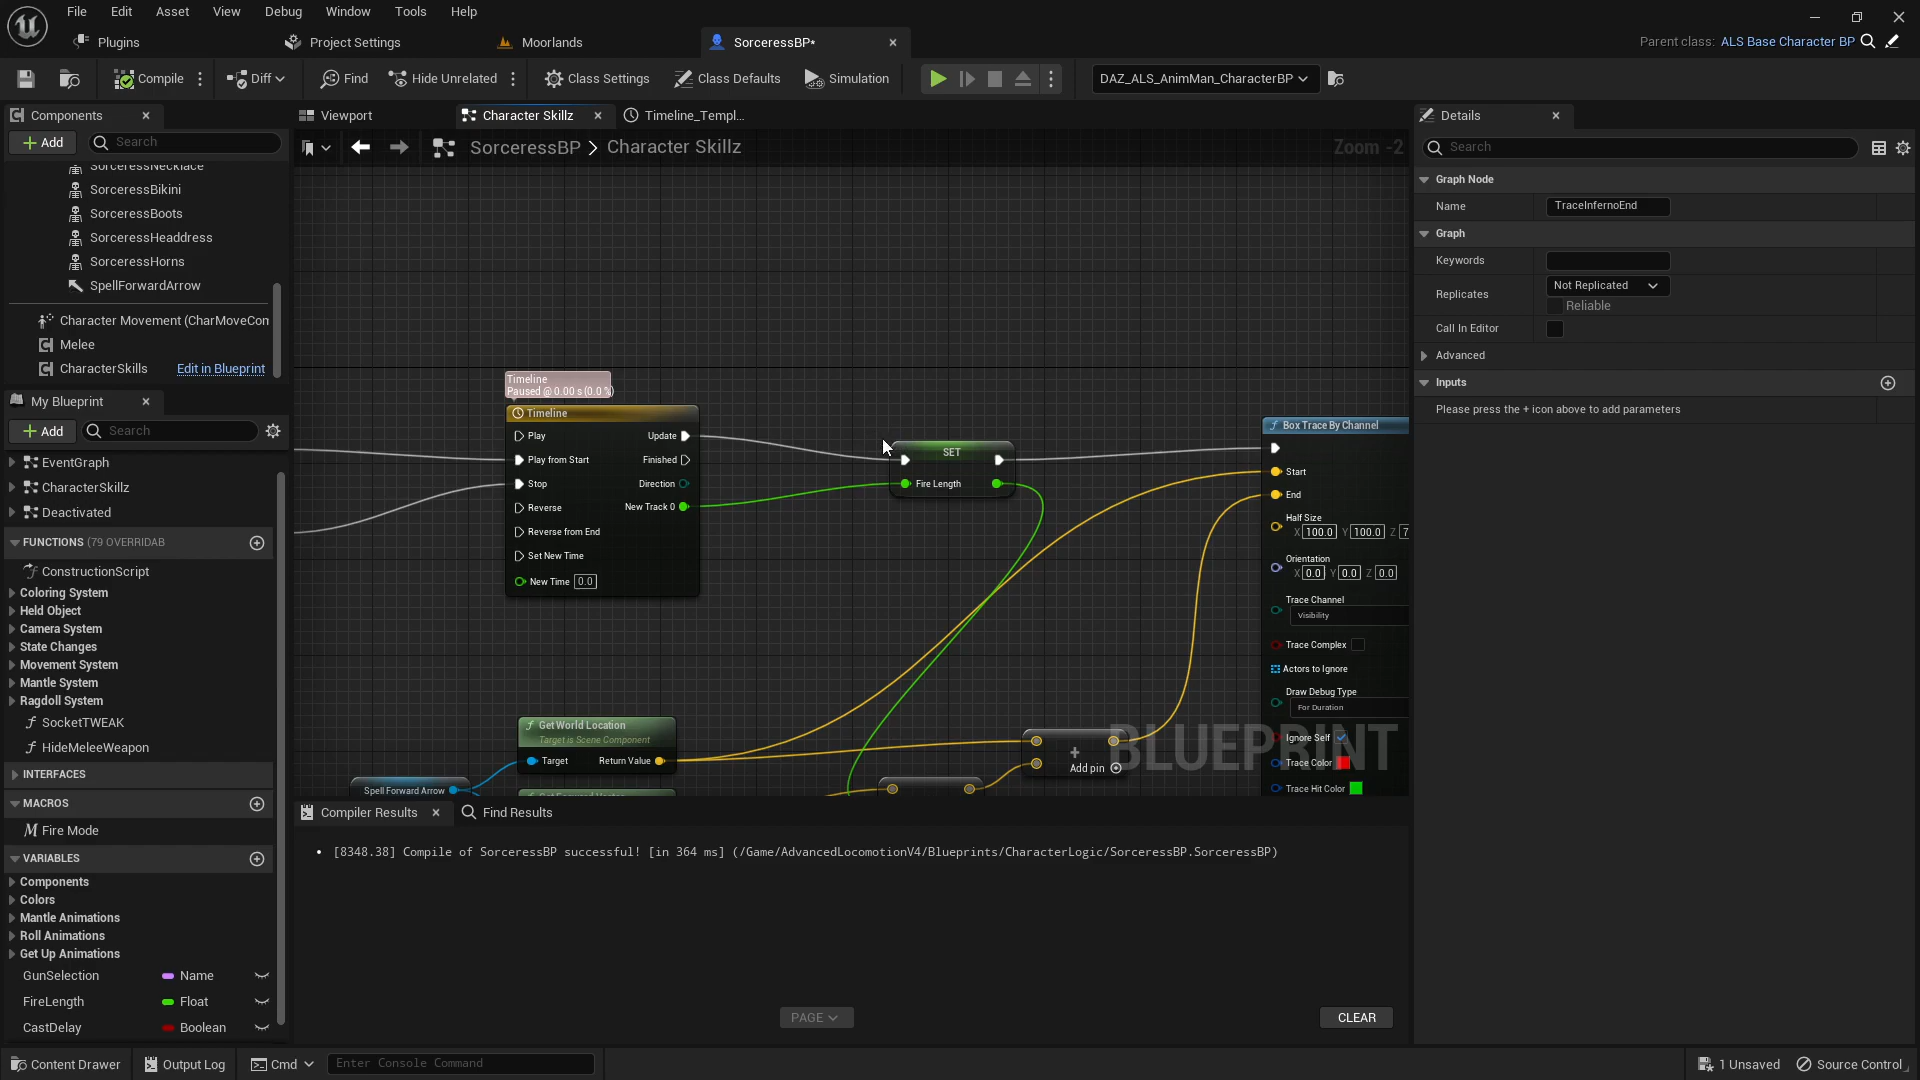 File Edit Asset View Debug Window Tools Help
Plugins Project Settings Moorlands SorceressBP* Parent class: ALS Base Character BP
Compile Diff Find Hide Unrelated Class Settings Class Defaults Simulation DAZ_ALS_AnimMan_CharacterBP
Components
Add Search
SorceressNecklace
SorceressBikini
SorceressBoots
SorceressHeaddress
SorceressHorns
SpellForwardArrow
Character Movement (CharMoveCon
Melee
CharacterSkills Edit in Blueprint
My Blueprint
Add Search
EventGraph
CharacterSkillz
Deactivated
FUNCTIONS (79 OVERRIDAB
ConstructionScript
Coloring System
Held Object
Camera System
State Changes
Movement System
Mantle System
Ragdoll System
SocketTWEAK
HideMeleeWeapon
INTERFACES
MACROS
Fire Mode
VARIABLES
Components
Colors
Mantle Animations
Roll Animations
Get Up Animations
GunSelection Name
FireLength Float
CastDelay Boolean
Viewport Character Skillz Timeline_Templ...
SorceressBP > Character Skillz Zoom -2
Timeline
Paused @ 0.00 s (0.0 %)
Timeline
Play Update
Play from Start Finished
Stop Direction
Reverse New Track 0
Reverse from End
Set New Time
New Time 0.0
SET
Fire Length
Box Trace By Channel
Start
End
Half Size
X 100.0 Y 100.0 Z 7
Orientation
X 0.0 Y 0.0 Z 0.0
Trace Channel
Visibility
Trace Complex
Actors to Ignore
Draw Debug Type
For Duration
Ignore Self
Trace Color
Trace Hit Color
Get World Location
Target is Scene Component
Target Return Value
Spell Forward Arrow
Get Forward Vector
Add pin
BLUEPRINT
Compiler Results Find Results
[8348.38] Compile of SorceressBP successful! [in 364 ms] (/Game/AdvancedLocomotionV4/Blueprints/CharacterLogic/SorceressBP.SorceressBP)
PAGE CLEAR
Details
Search
Graph Node
Name TraceInfernoEnd
Graph
Keywords
Replicates Not Replicated
Reliable
Call In Editor
Advanced
Inputs
Please press the + icon above to add parameters
Content Drawer Output Log Cmd Enter Console Command 1 Unsaved Source Control